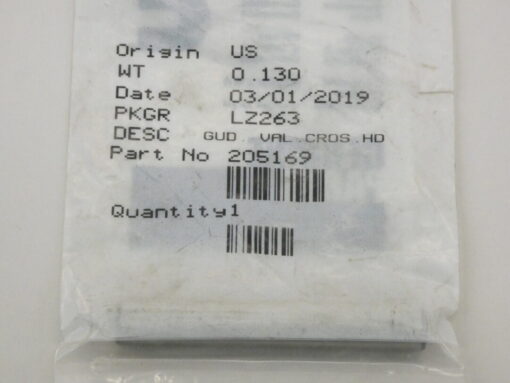 Origin US
WT 0.130
Date 03/01/2019
PKGR LZ263
DESC GUD. VAL.CROS.HD
Part No 205169
Quantity1